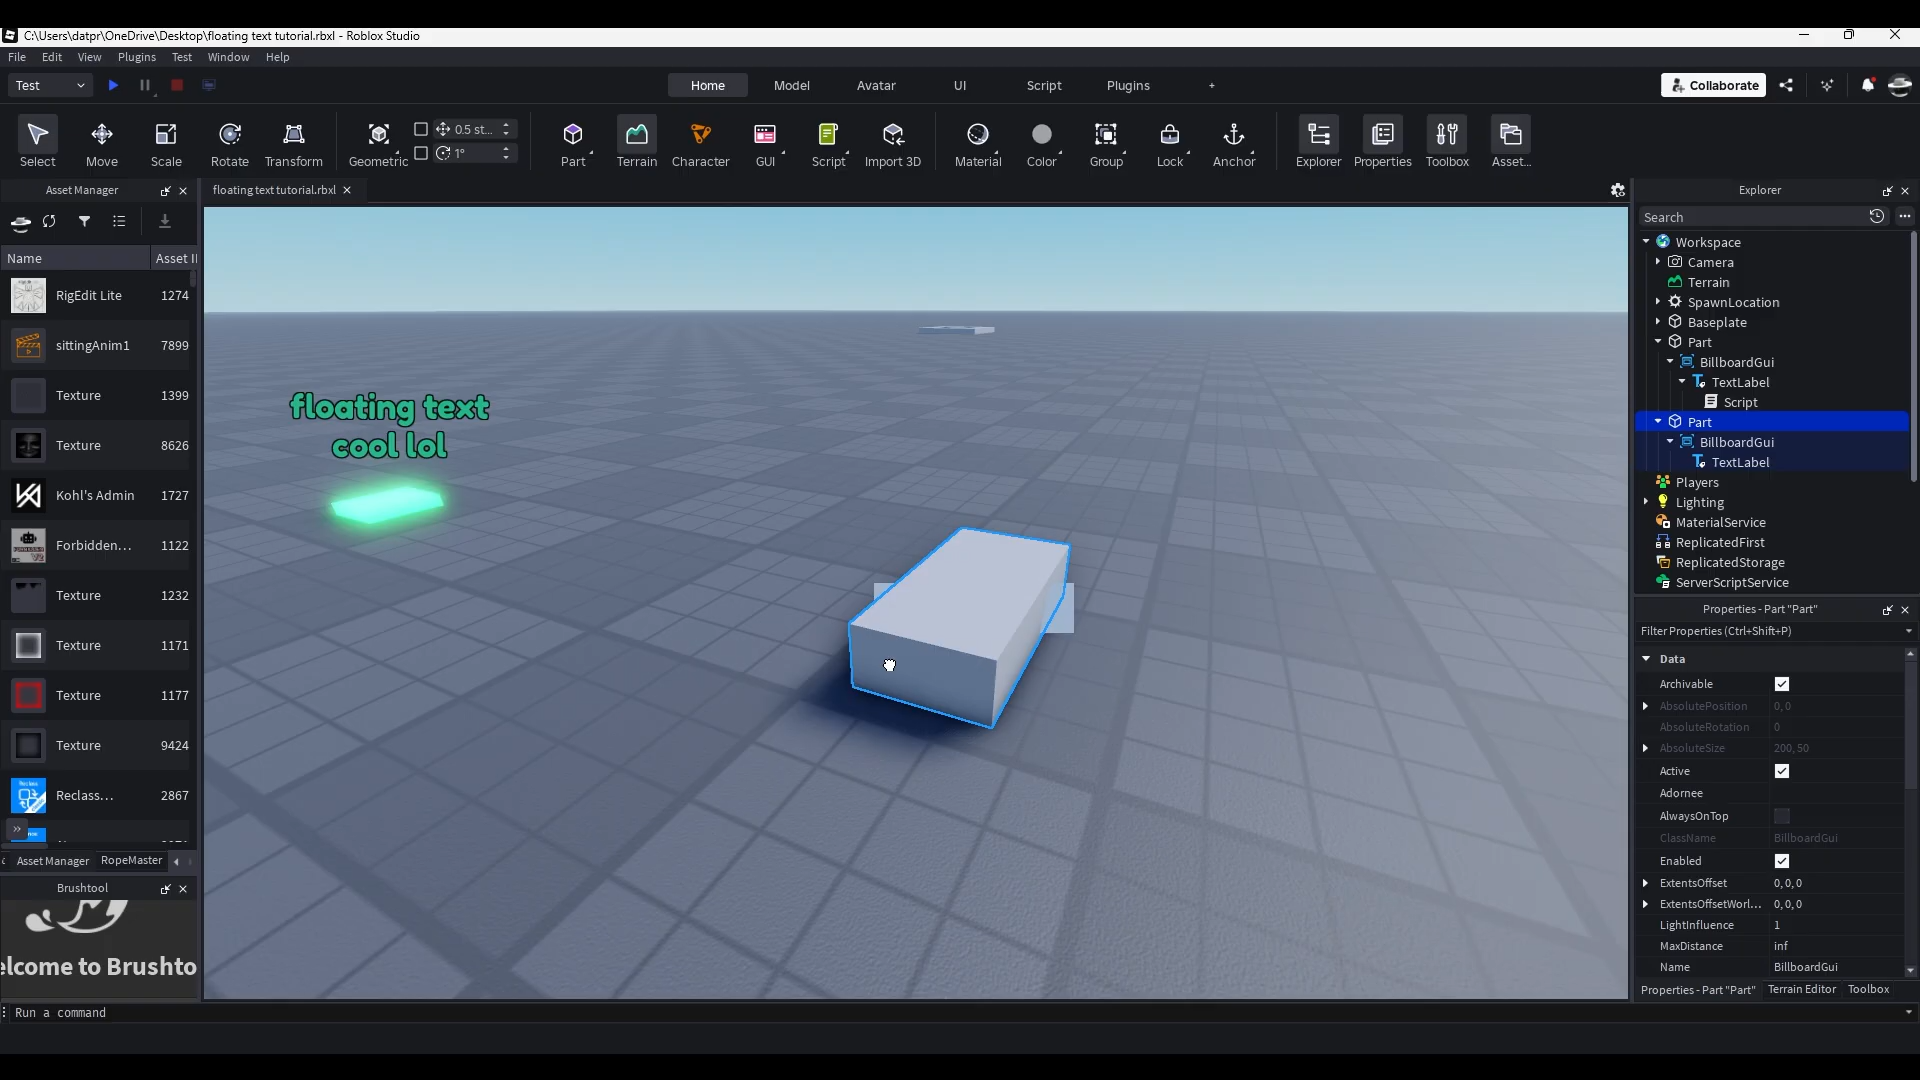 C:\Users\datpr\OneDrive\Desktop\floating text tutorial.rbxl - Roblox Studio
File Edit View Plugins Test Window Help
Test
Home Model Avatar UI Script Plugins +
Collaborate
Select Move Scale Rotate Transform Geometric
0.5 st...
1°
Part Terrain Character GUI Script Import 3D Material Color Group Lock Anchor Explorer Properties Toolbox Asset...
Asset Manager
Name Asset II
RigEdit Lite 1274
sittingAnim1 7899
Texture 1399
Texture 8626
Kohl's Admin 1727
Forbidden... 1122
Texture 1232
Texture 1171
Texture 1177
Texture 9424
Reclass... 2867
Asset Manager RopeMaster
Brushtool
elcome to Brushto
floating text tutorial.rbxl
floating text
cool lol
Explorer
Search
Workspace
Camera
Terrain
SpawnLocation
Baseplate
Part
BillboardGui
TextLabel
Script
Part
BillboardGui
TextLabel
Players
Lighting
MaterialService
ReplicatedFirst
ReplicatedStorage
ServerScriptService
Properties - Part "Part"
Filter Properties (Ctrl+Shift+P)
Data
Archivable
AbsolutePosition 0, 0
AbsoluteRotation 0
AbsoluteSize 200, 50
Active
Adornee
AlwaysOnTop
ClassName BillboardGui
Enabled
ExtentsOffset 0, 0, 0
ExtentsOffsetWorl... 0, 0, 0
LightInfluence 1
MaxDistance inf
Name BillboardGui
Properties - Part "Part" Terrain Editor Toolbox
Run a command